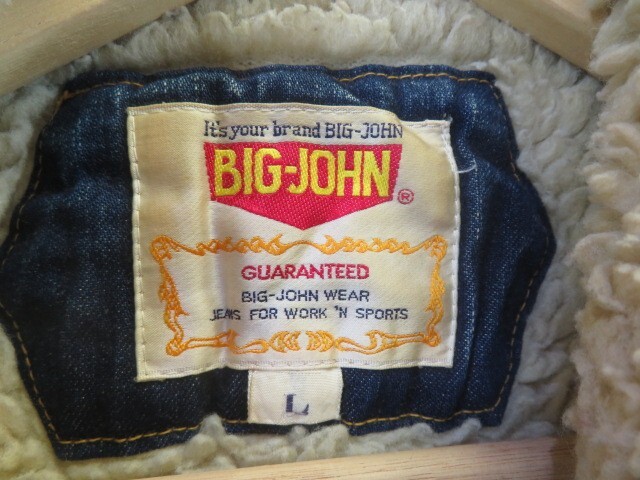 It's your brand BIG-JOHN
BIG-JOHN
®
GUARANTEED
BIG-JOHN WEAR
JEANS FOR WORK 'N SPORTS
L